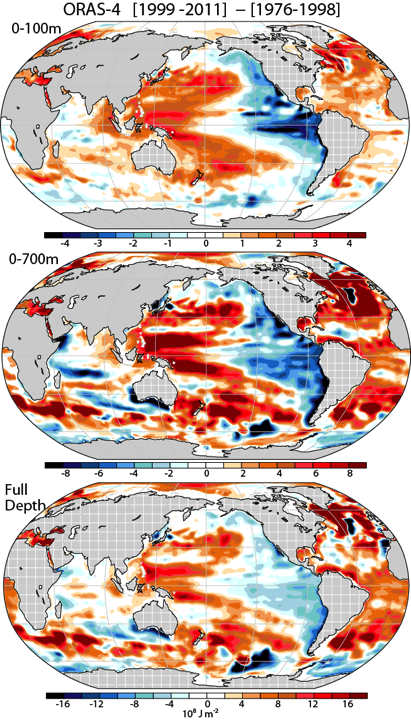 ORAS-4 [1999 -2011] – [1976-1998]
0-100m
-4 -3 -2 -1 0 1 2 3 4
0-700m
-8 -6 -4 -2 0 2 4 6 8
Full
Depth
-16 -12 -8 -4 0 4 8 12 16
10⁸ J m⁻²